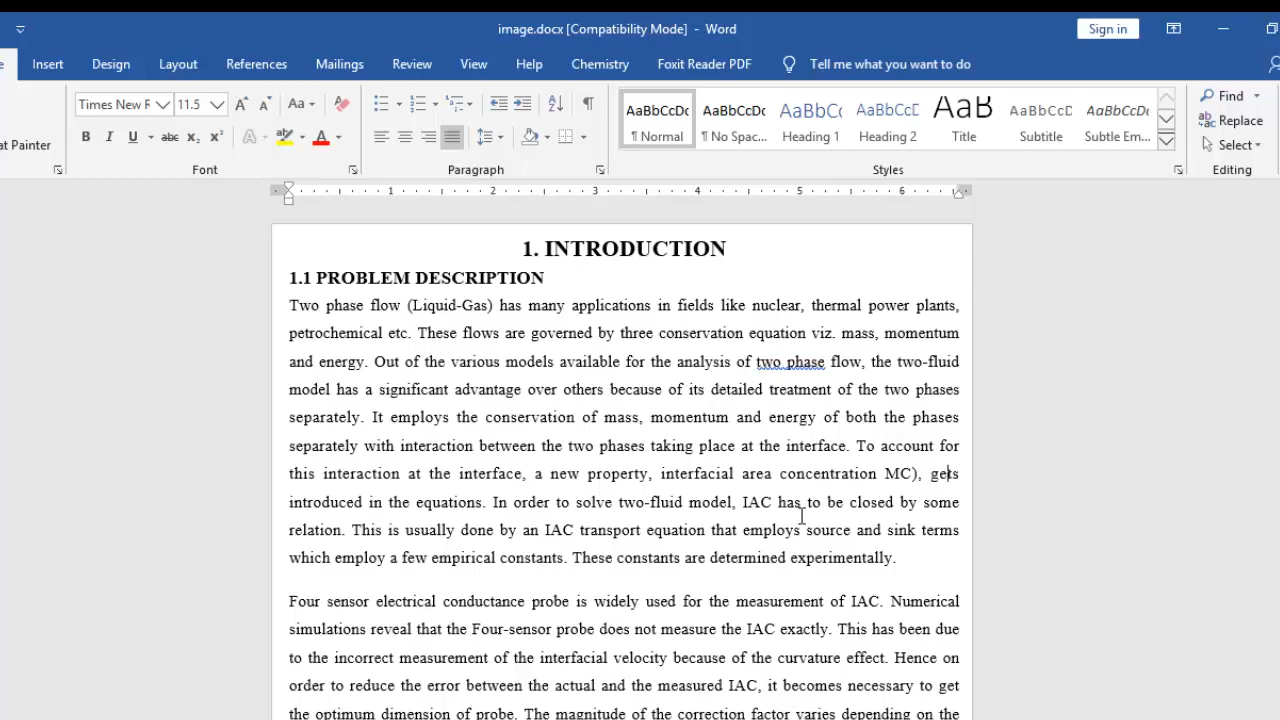 image.docx [Compatibility Mode] - Word
Sign in
Insert Design Layout References Mailings Review View Help Chemistry Foxit Reader PDF Tell me what you want to do
Times New R 11.5 Aa
AaBbCcDc AaBbCcDc AaBbC AaBbCcD AaB AaBbCcDc AaBbCcDc
Find
Replace
Select
at Painter
¶ Normal ¶ No Spac... Heading 1 Heading 2 Title Subtitle Subtle Em...
Font Paragraph Styles Editing
1 2 3 4 5 6
1. INTRODUCTION
1.1 PROBLEM DESCRIPTION
Two phase flow (Liquid-Gas) has many applications in fields like nuclear, thermal power plants,
petrochemical etc. These flows are governed by three conservation equation viz. mass, momentum
and energy. Out of the various models available for the analysis of two phase flow, the two-fluid
model has a significant advantage over others because of its detailed treatment of the two phases
separately. It employs the conservation of mass, momentum and energy of both the phases
separately with interaction between the two phases taking place at the interface. To account for
this interaction at the interface, a new property, interfacial area concentration MC), gets
introduced in the equations. In order to solve two-fluid model, IAC has to be closed by some
relation. This is usually done by an IAC transport equation that employs source and sink terms
which employ a few empirical constants. These constants are determined experimentally.
Four sensor electrical conductance probe is widely used for the measurement of IAC. Numerical
simulations reveal that the Four-sensor probe does not measure the IAC exactly. This has been due
to the incorrect measurement of the interfacial velocity because of the curvature effect. Hence on
order to reduce the error between the actual and the measured IAC, it becomes necessary to get
the optimum dimension of probe. The magnitude of the correction factor varies depending on the